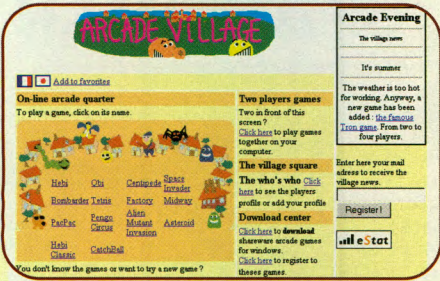 ARCADE VILLAGE
Add to favorites
On-line arcade quarter
To play a game, click on its name.
Hebi
Obi
Centipede
Space
invader
Bombarder
Tetris
Factory
Midway
PacPac
Pengo
Circus
Alien
Mutant
Invasion
Asteroid
Hebi
Classic
CatchBall
You don't know the games or want to try a new game ?
Two players games
Two in front of this
screen ?
Click here to play games
together on your
computer.
The village square
The who's who Click
here to see the players
profils or add your profile
Download center
Click here to download
shareware arcade games
for windows.
Click here to register to
theses games.
Arcade Evening
The village news
It's summer
The weather is too hot
for working. Anyway, a
new game has been
added : the famous
Tron game. From two to
four players.
Enter here your mail
adress to receive the
village news.
Register!
eStat